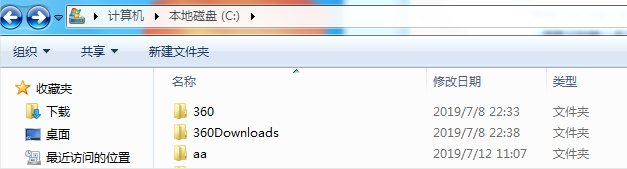 计算机 本地磁盘 (C:)
组织 共享 新建文件夹
名称 修改日期 类型
收藏夹
下载
桌面
最近访问的位置
360 2019/7/8 22:33 文件夹
360Downloads 2019/7/8 22:38 文件夹
aa 2019/7/12 11:07 文件夹